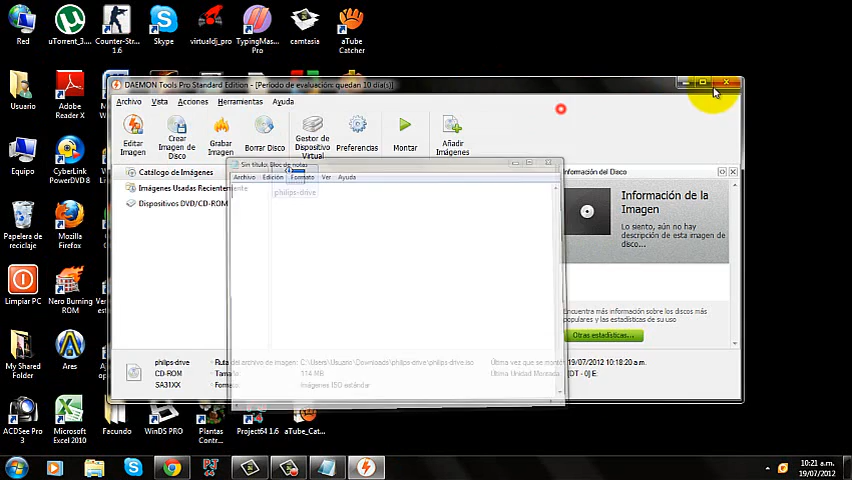 Red
uTorrent_3....
Counter-Strike 1.6
Skype
virtualdj_pro
TypingMas... Pro
camtasia
aTube Catcher
DAEMON Tools Pro Standard Edition - [Periodo de evaluación: quedan 10 día(s)]
Archivo Vista Acciones Herramientas Ayuda
Editar Imagen
Crear Imagen de Disco
Grabar Imagen
Borrar Disco
Gestor de Dispositivo Virtual
Preferencias
Montar
Añadir Imágenes
Usuario
Adobe Reader X
Sin título: Bloc de notas
Archivo Edición Formato Ver Ayuda
philips-drive
Catálogo de Imágenes
Imágenes Usadas Recientemente
Dispositivos DVD/CD-ROM
Información del Disco
Información de la Imagen
Lo siento, aún no hay descripción de esta imagen de disco...
Equipo
CyberLink PowerDVD 8
Papelera de reciclaje
Mozilla Firefox
Limpiar PC
Nero Burning ROM
Encuentra más información sobre los discos más populares y las estadísticas de su uso
Otras estadísticas...
My Shared Folder
Ares
philips-drive
CD-ROM
SA31XX
Ruta del archivo de imagen: C:\Users\Usuario\Downloads\philips-drive\philips-drive.iso
Tamaño
114 MB
Formato
Imágenes ISO estándar
19/07/2012 10:18:20 a.m.
Última Unidad Montada
[DT - 0] E:
ACDSee Pro 3
Microsoft Excel 2010
Facundo
WinDS PRO
Plantas Contr...
Project64 1.6
aTube_Cat...
10:21 a.m.
19/07/2012